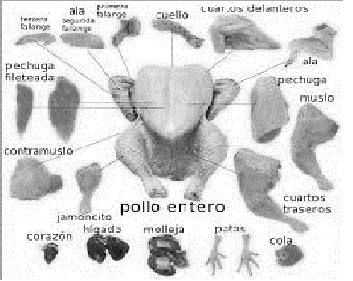 tercera
falange
ala
segunda
falange
primera
falange
cuello
cuartos delanteros
ala
pechuga
fileteada
pechuga
muslo
contramuslo
jamoncito
pollo entero
cuartos
traseros
corazón
hígado
molleja
patas
cola